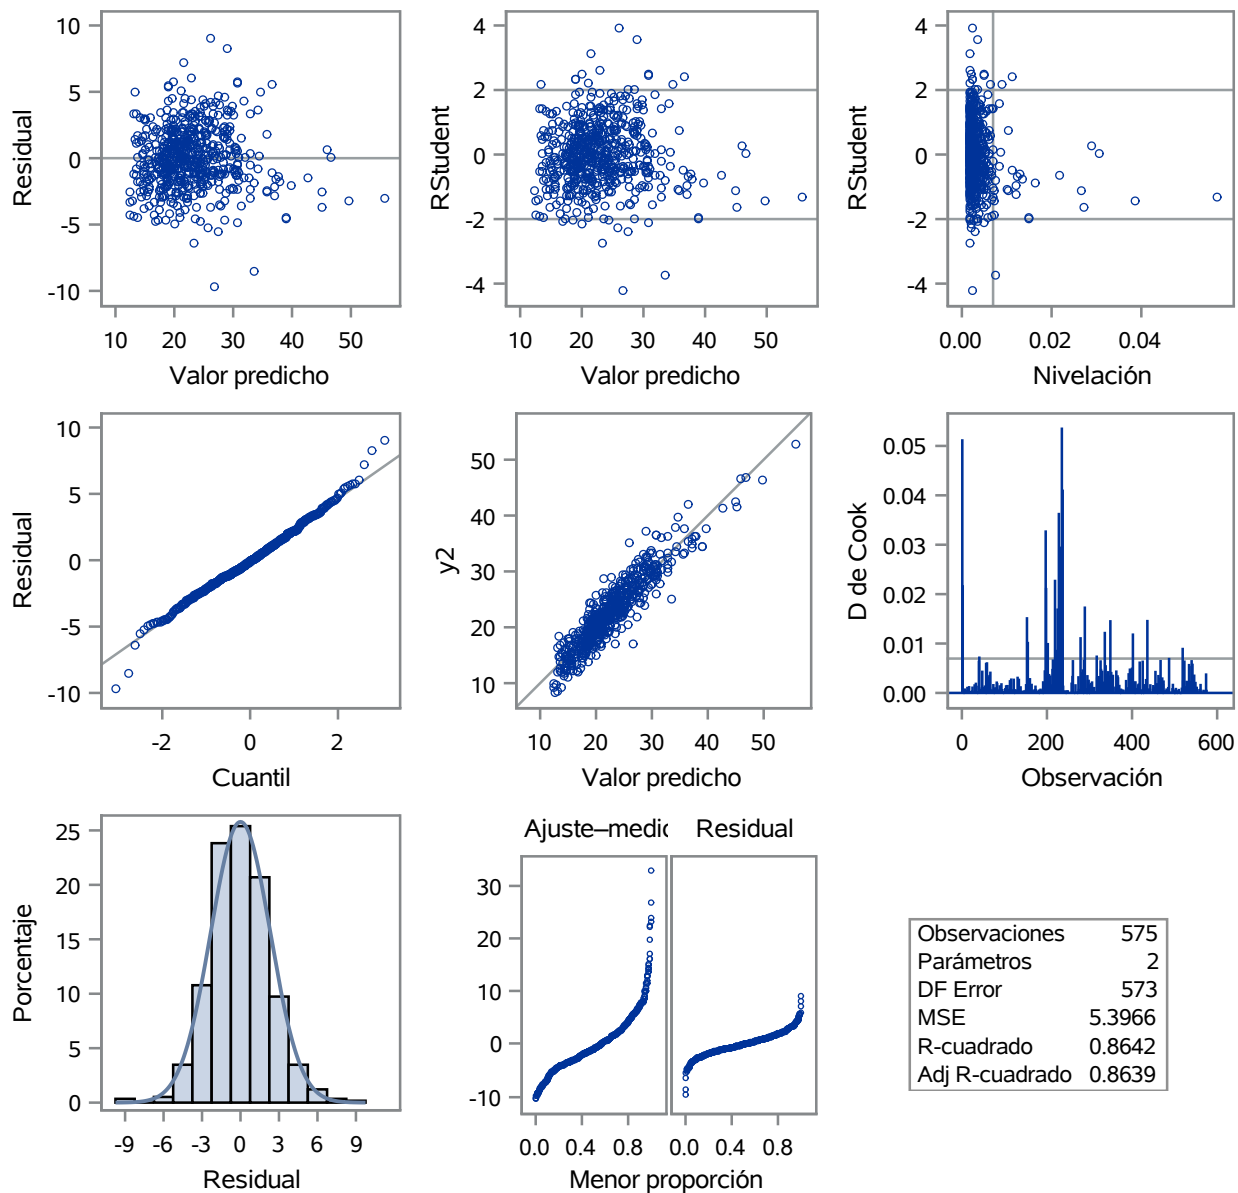 10
5
0
-5
-10
Residual
10 20 30 40 50
Valor predicho
4
2
0
-2
-4
RStudent
10 20 30 40 50
Valor predicho
4
2
0
-2
-4
RStudent
0.00 0.02 0.04
Nivelación
10
5
0
-5
-10
Residual
-2 0 2
Cuantil
50
40
30
20
10
y2
10 20 30 40 50
Valor predicho
0.05
0.04
0.03
0.02
0.01
0.00
D de Cook
0 200 400 600
Observación
25
20
15
10
5
0
Porcentaje
-9 -6 -3 0 3 6 9
Residual
Ajuste–medic Residual
30
20
10
0
-10
0.0 0.4 0.8 0.0 0.4 0.8
Menor proporción
Observaciones 575
Parámetros 2
DF Error 573
MSE 5.3966
R-cuadrado 0.8642
Adj R-cuadrado 0.8639